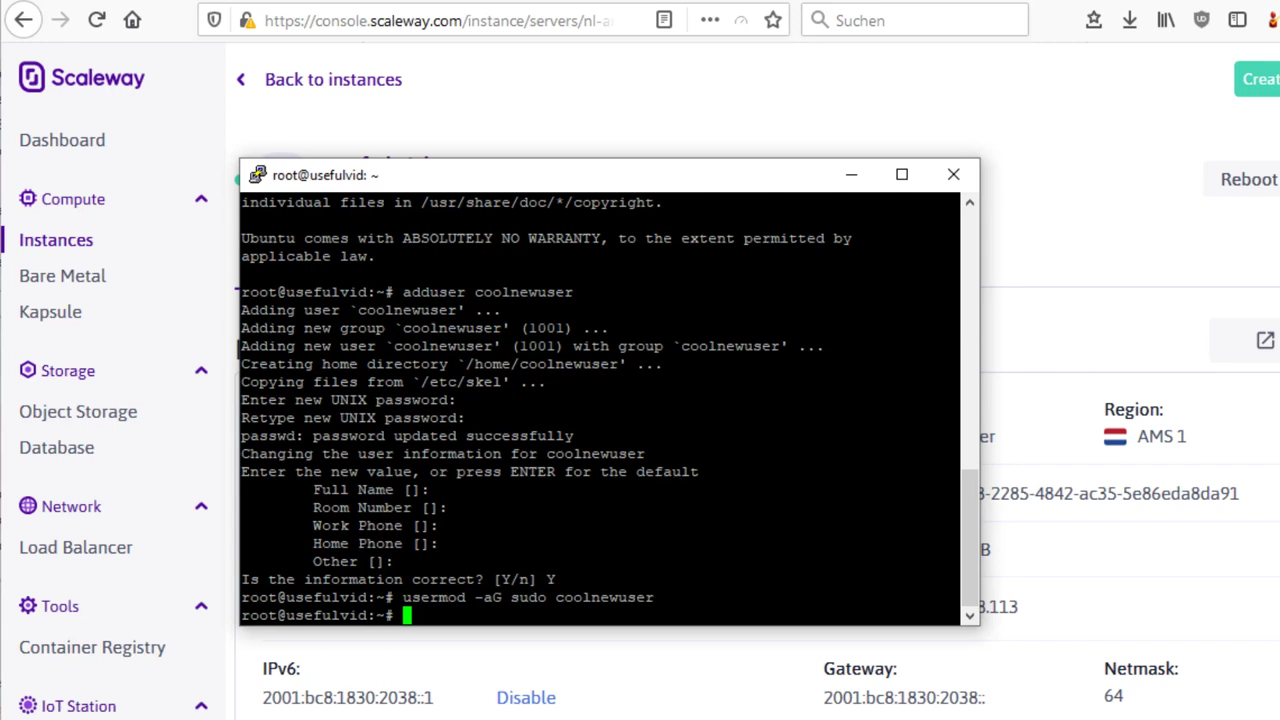 https://console.scaleway.com/instance/servers/nl-a
Suchen
Scaleway
Back to instances
Creat
Dashboard
Compute
Reboot
Instances
Bare Metal
Kapsule
Storage
Object Storage
Database
Network
Load Balancer
Tools
Container Registry
IoT Station
root@usefulvid: ~
individual files in /usr/share/doc/*/copyright.
Ubuntu comes with ABSOLUTELY NO WARRANTY, to the extent permitted by
applicable law.
root@usefulvid:~# adduser coolnewuser
Adding user `coolnewuser' ...
Adding new group `coolnewuser' (1001) ...
Adding new user `coolnewuser' (1001) with group `coolnewuser' ...
Creating home directory `/home/coolnewuser' ...
Copying files from `/etc/skel' ...
Enter new UNIX password:
Retype new UNIX password:
passwd: password updated successfully
Changing the user information for coolnewuser
Enter the new value, or press ENTER for the default
Full Name []:
Room Number []:
Work Phone []:
Home Phone []:
Other []:
Is the information correct? [Y/n] Y
root@usefulvid:~# usermod -aG sudo coolnewuser
root@usefulvid:~#
Region:
er
AMS 1
8-2285-4842-ac35-5e86eda8da91
B
8.113
IPv6:
Gateway:
Netmask:
2001:bc8:1830:2038::1
Disable
2001:bc8:1830:2038::
64